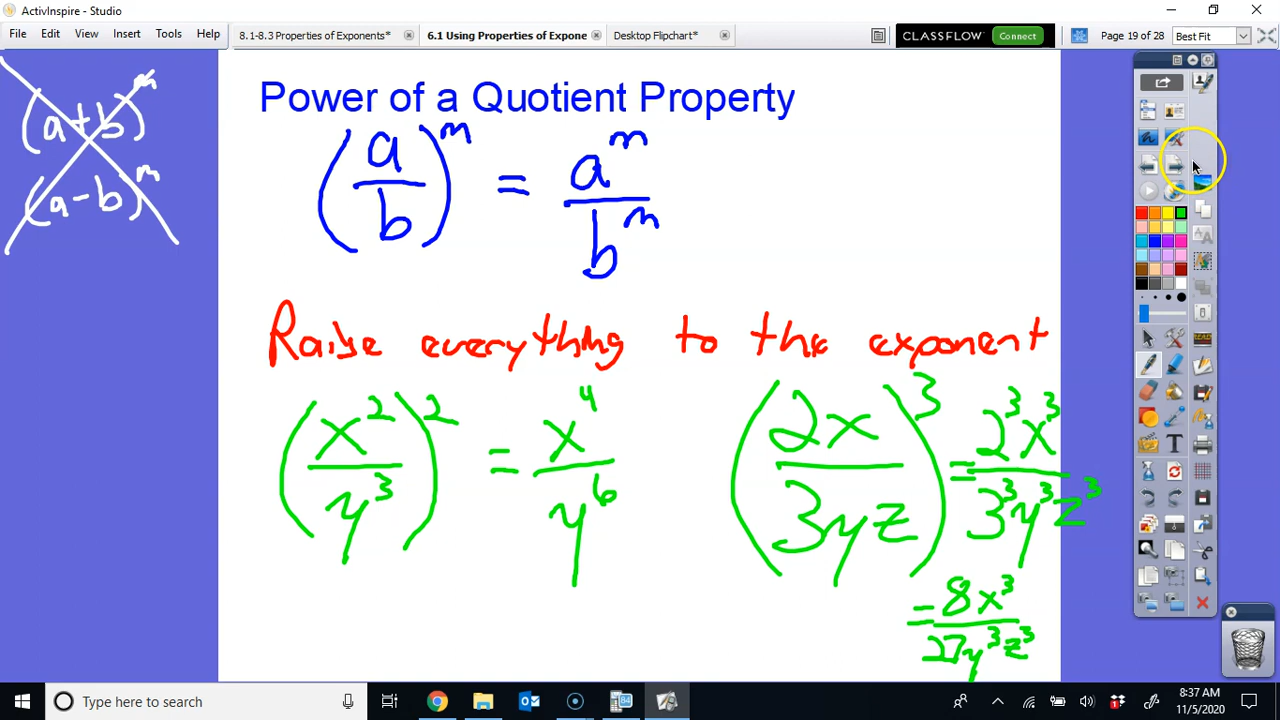 ActivInspire - Studio
File Edit View Insert Tools Help
8.1-8.3 Properties of Exponents*
6.1 Using Properties of Expone
Desktop Flipchart*
CLASSFLOW Connect
Page 19 of 28
Best Fit
(a+b)^m
(a-b)^m
Power of a Quotient Property
(a/b)^m = a^m/b^m
Raise everything to the exponent
(x^2/y^3)^2 = x^4/y^6
(2x/3yz)^3 = 2^3x^3/3^3y^3z^3
= 8x^3/27y^3z^3
Type here to search
8:37 AM
11/5/2020